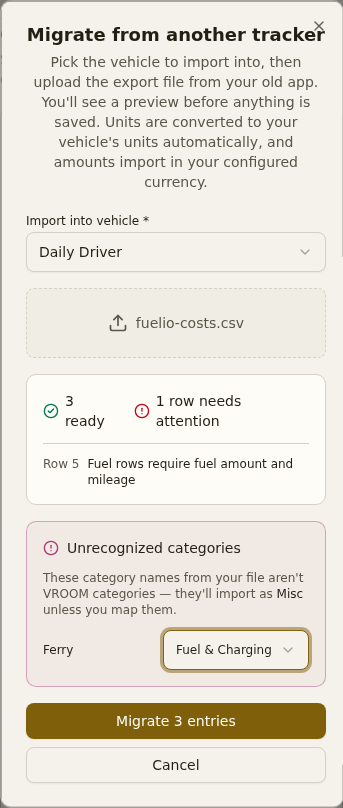 Migrate from another tracker
Pick the vehicle to import into, then
upload the export file from your old app.
You'll see a preview before anything is
saved. Units are converted to your
vehicle's units automatically, and
amounts import in your configured
currency.
Import into vehicle *
Daily Driver
fuelio-costs.csv
3
ready
1 row needs
attention
Row 5 Fuel rows require fuel amount and
mileage
Unrecognized categories
These category names from your file aren't
VROOM categories — they'll import as Misc
unless you map them.
Ferry
Fuel & Charging
Migrate 3 entries
Cancel